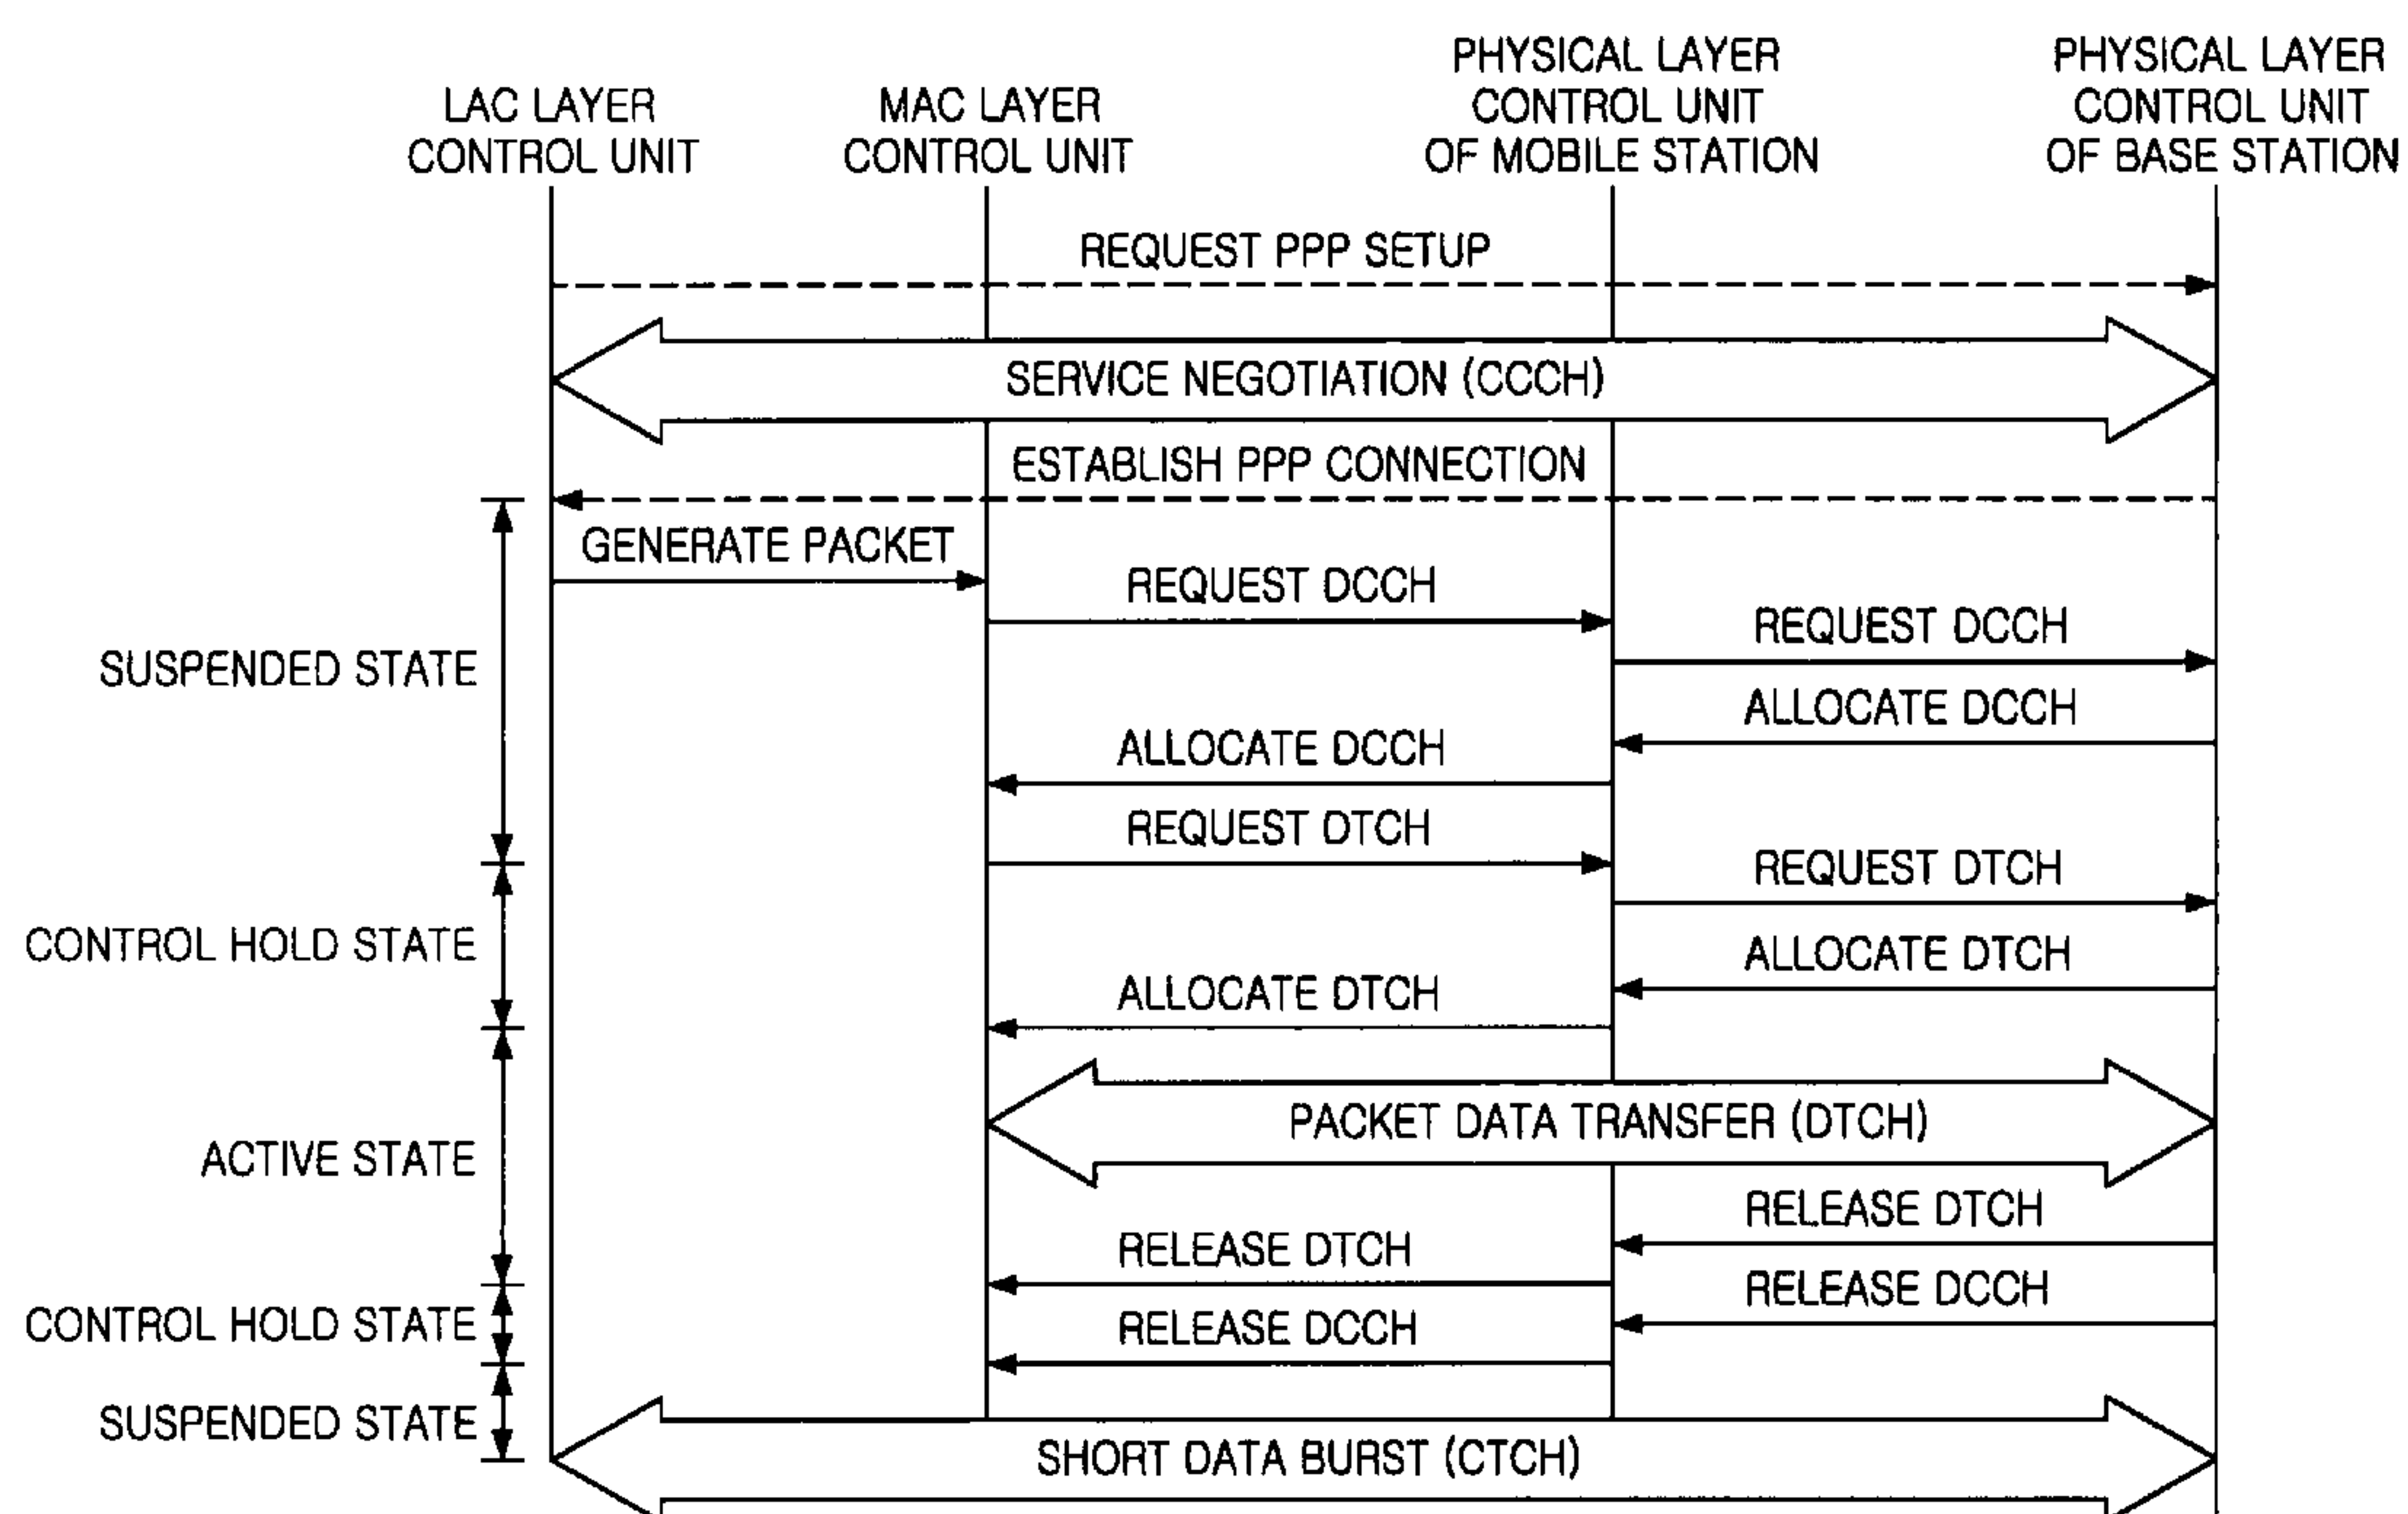 LAC LAYER
CONTROL UNIT
MAC LAYER
CONTROL UNIT
PHYSICAL LAYER
CONTROL UNIT
OF MOBILE STATION
PHYSICAL LAYER
CONTROL UNIT
OF BASE STATION
REQUEST PPP SETUP
SERVICE NEGOTIATION (CCCH)
ESTABLISH PPP CONNECTION
GENERATE PACKET
REQUEST DCCH
REQUEST DCCH
SUSPENDED STATE
ALLOCATE DCCH
ALLOCATE DCCH
REQUEST DTCH
REQUEST DTCH
CONTROL HOLD STATE
ALLOCATE DTCH
ALLOCATE DTCH
PACKET DATA TRANSFER (DTCH)
ACTIVE STATE
RELEASE DTCH
RELEASE DTCH
RELEASE DCCH
CONTROL HOLD STATE
RELEASE DCCH
SUSPENDED STATE
SHORT DATA BURST (CTCH)